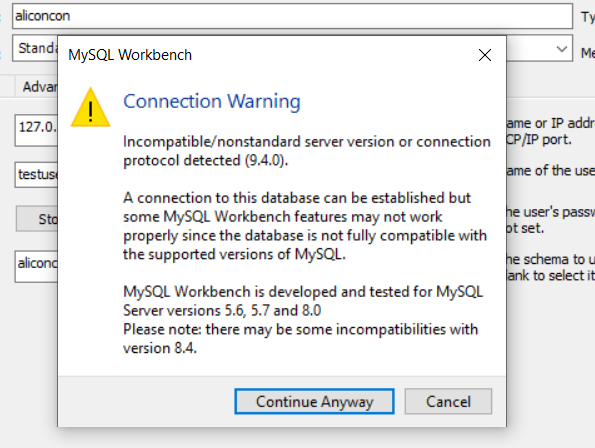 aliconcon
Ty
Standa
Me
MySQL Workbench
Advan
Connection Warning
127.0.
ame or IP addr
CP/IP port.
Incompatible/nonstandard server version or connection
protocol detected (9.4.0).
testuse
ame of the use
A connection to this database can be established but
some MySQL Workbench features may not work
properly since the database is not fully compatible with
the supported versions of MySQL.
Sto
he user's passw
ot set.
aliconc
he schema to u
lank to select it
MySQL Workbench is developed and tested for MySQL
Server versions 5.6, 5.7 and 8.0
Please note: there may be some incompatibilities with
version 8.4.
Continue Anyway
Cancel